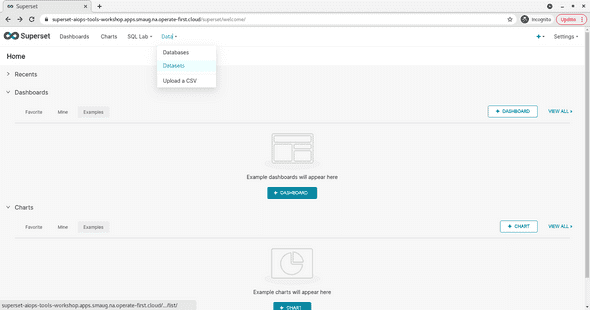 Superset
superset-aiops-tools-workshop.apps.smaug.na.operate-first.cloud/superset/welcome/
Incognito
Update
Superset
Dashboards
Charts
SQL Lab
Data
Settings
Databases
Datasets
Upload a CSV
Home
Recents
Dashboards
Favorite
Mine
Examples
+ DASHBOARD
VIEW ALL »
Example dashboards will appear here
+ DASHBOARD
Charts
Favorite
Mine
Examples
+ CHART
VIEW ALL »
Example charts will appear here
+ CHART
superset-aiops-tools-workshop.apps.smaug.na.operate-first.cloud/.../list/